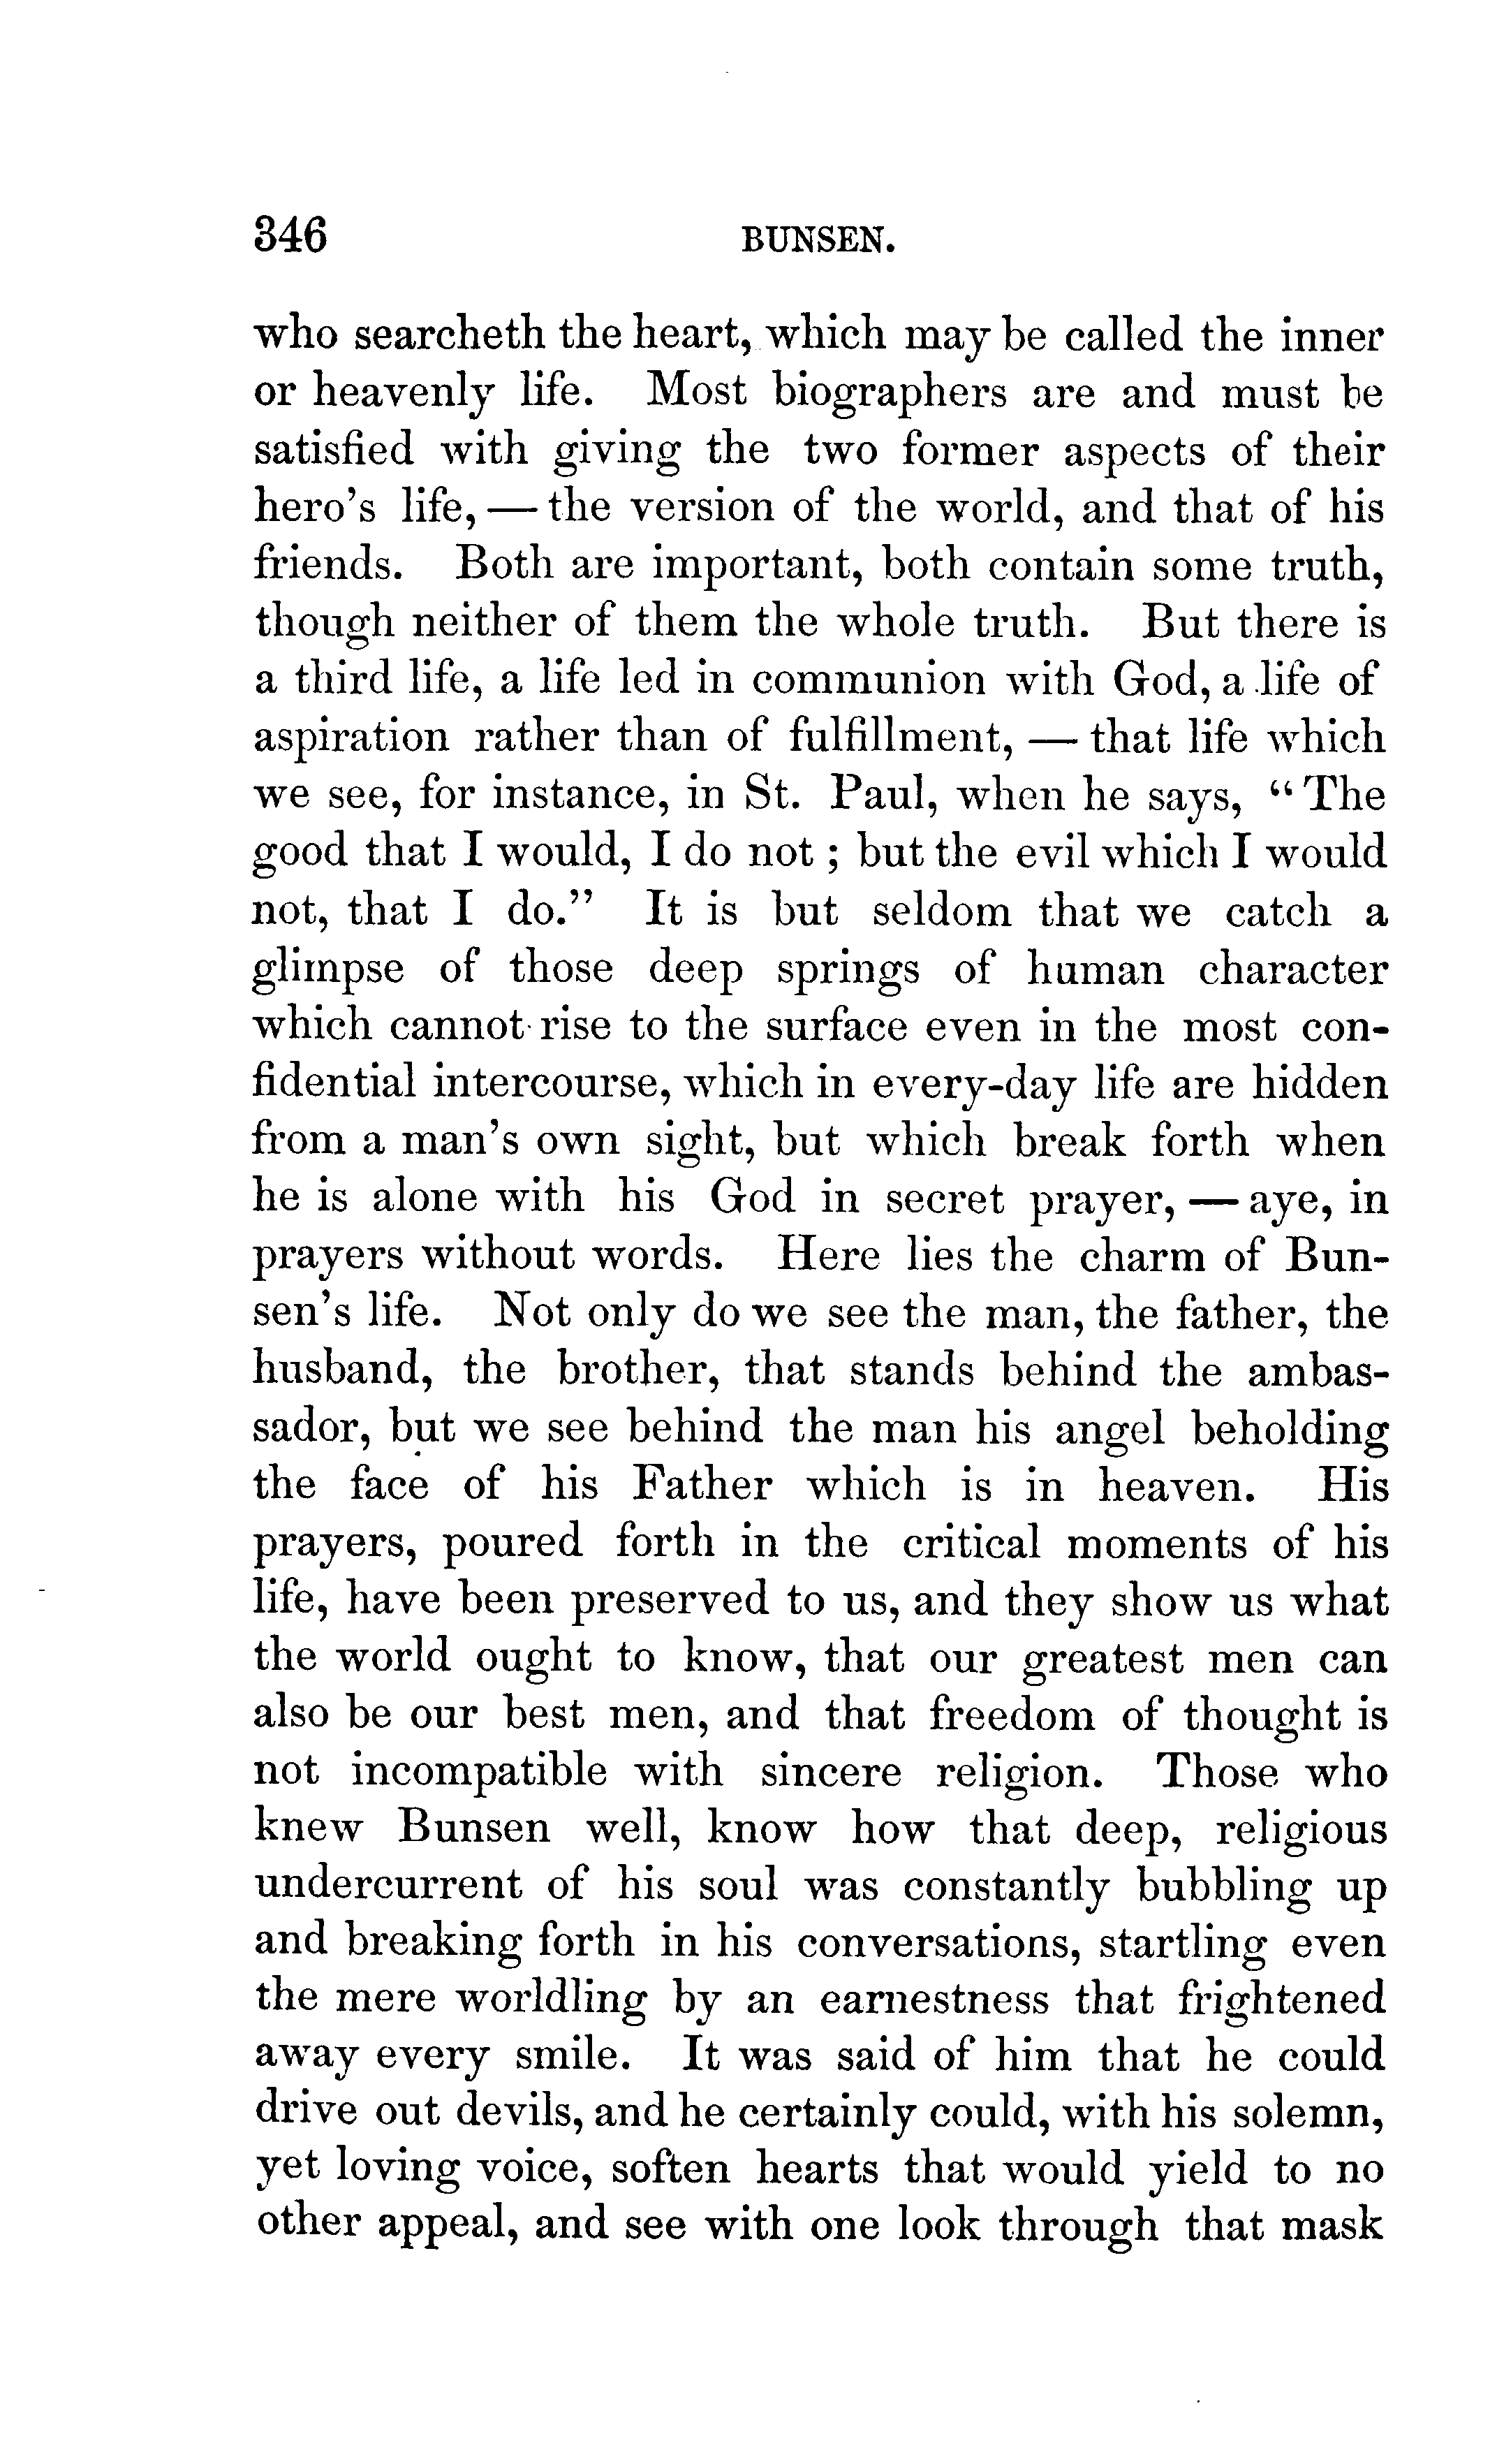 346 BUNSEN.
who searcheth the heart, which may be called the inner
or heavenly life. Most biographers are and must be
satisfied with giving the two former aspects of their
hero's life, — the version of the world, and that of his
friends. Both are important, both contain some truth,
though neither of them the whole truth. But there is
a third life, a life led in communion with God, a life of
aspiration rather than of fulfillment, — that life which
we see, for instance, in St. Paul, when he says, “The
good that I would, I do not ; but the evil which I would
not, that I do.” It is but seldom that we catch a
glimpse of those deep springs of human character
which cannot rise to the surface even in the most con-
fidential intercourse, which in every-day life are hidden
from a man's own sight, but which break forth when
he is alone with his God in secret prayer, — aye, in
prayers without words. Here lies the charm of Bun-
sen's life. Not only do we see the man, the father, the
husband, the brother, that stands behind the ambas-
sador, but we see behind the man his angel beholding
the face of his Father which is in heaven. His
prayers, poured forth in the critical moments of his
life, have been preserved to us, and they show us what
the world ought to know, that our greatest men can
also be our best men, and that freedom of thought is
not incompatible with sincere religion. Those who
knew Bunsen well, know how that deep, religious
undercurrent of his soul was constantly bubbling up
and breaking forth in his conversations, startling even
the mere worldling by an earnestness that frightened
away every smile. It was said of him that he could
drive out devils, and he certainly could, with his solemn,
yet loving voice, soften hearts that would yield to no
other appeal, and see with one look through that mask